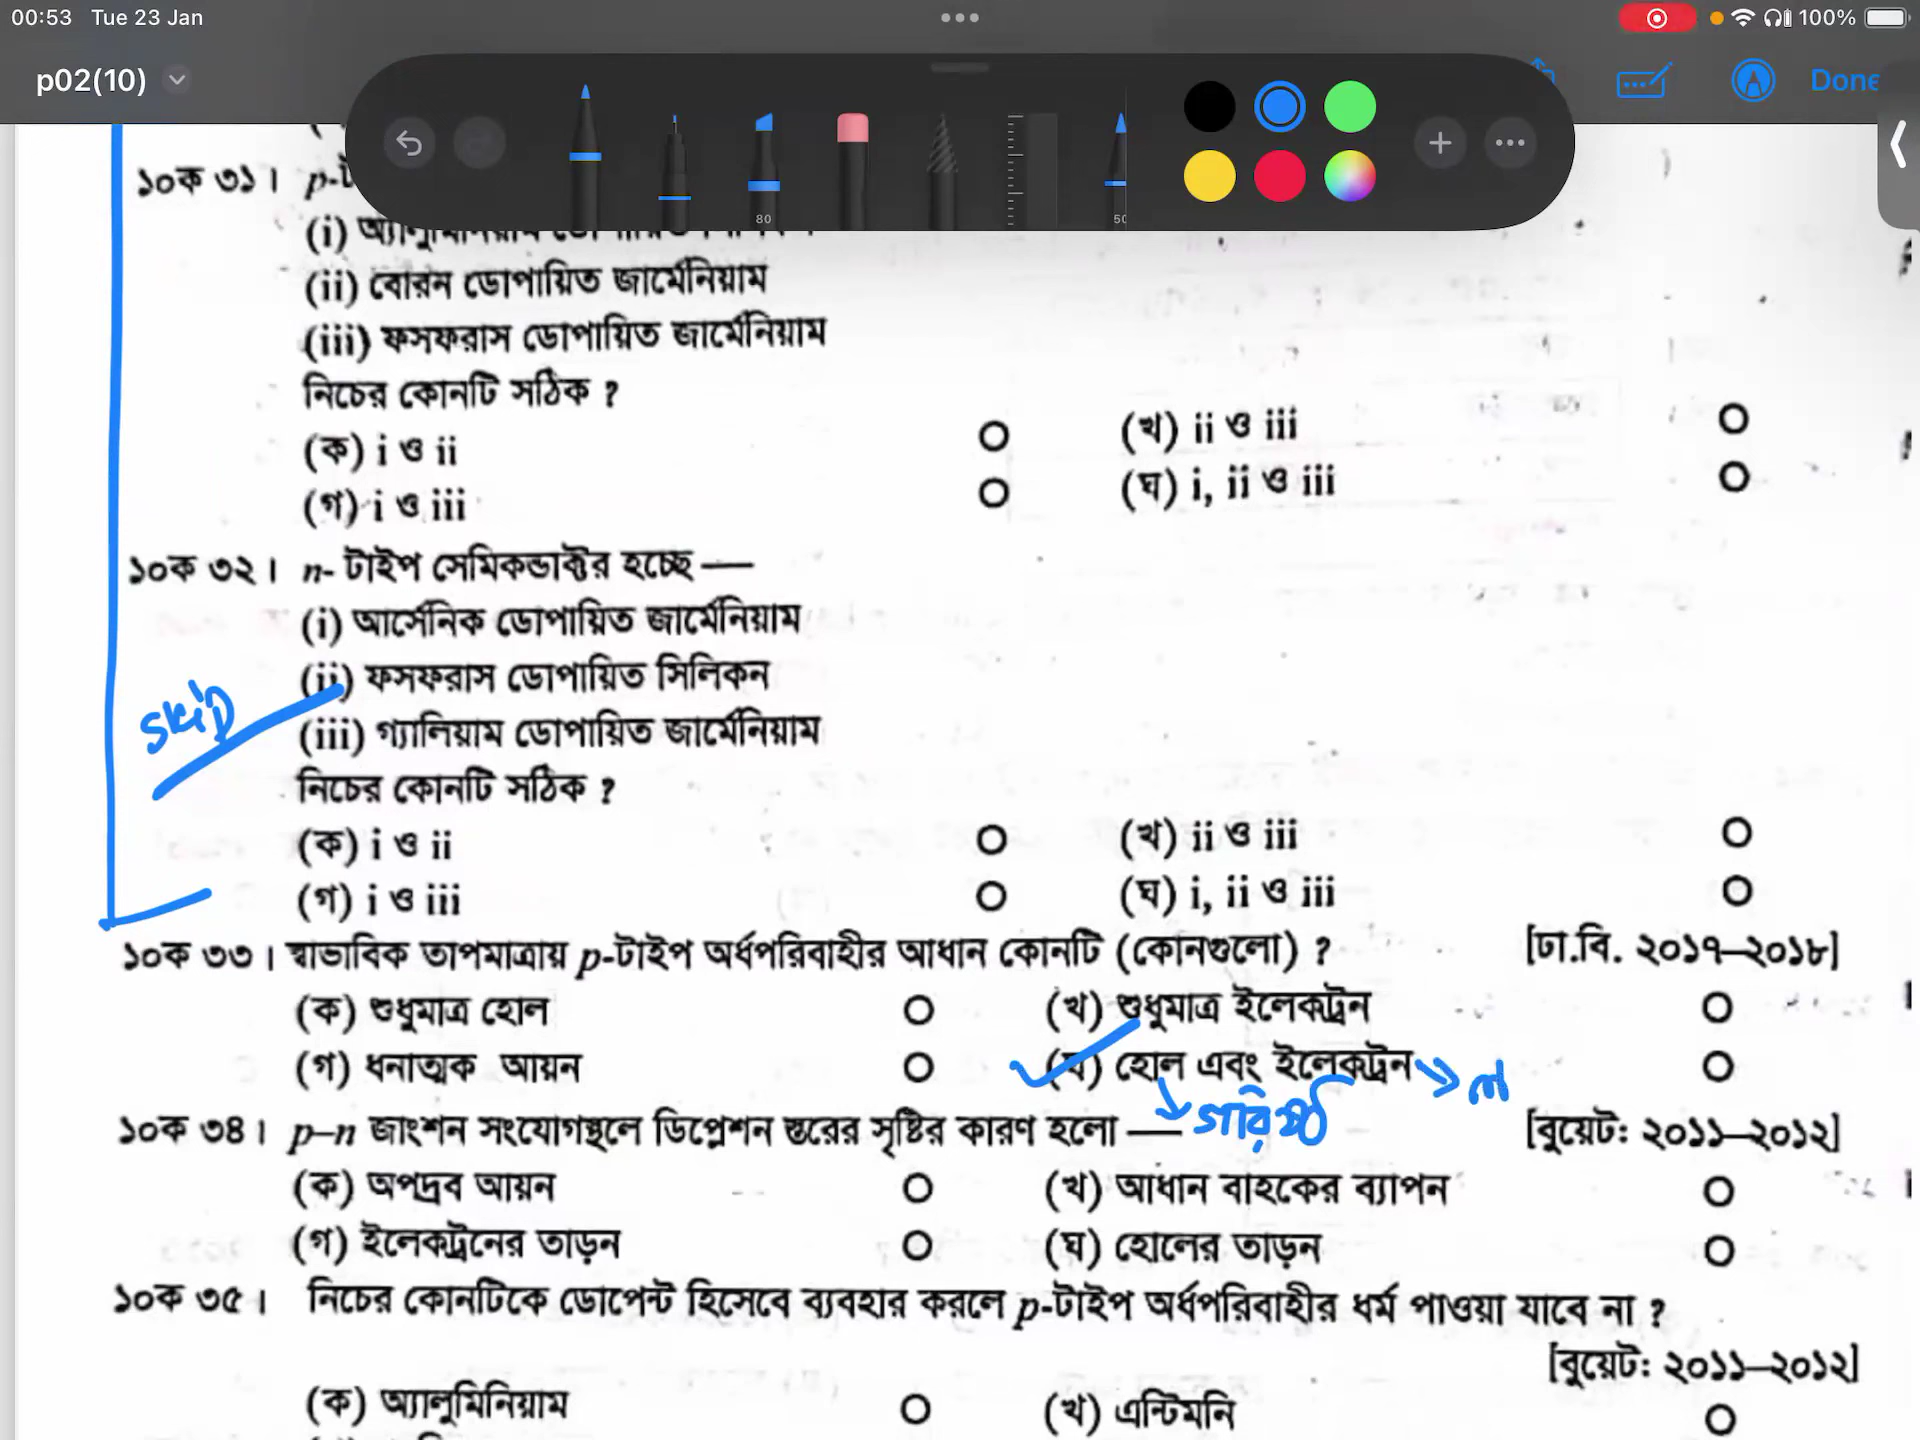 00:53 Tue 23 Jan
100%
p02(10)
Done
80
50
১০ক ৩১। p-ট
(ii) বোরন ডোপায়িত জার্মেনিয়াম
(iii) ফসফরাস ডোপায়িত জার্মেনিয়াম
নিচের কোনটি সঠিক ?
(ক) i ও ii (খ) ii ও iii
(গ) i ও iii (ঘ) i, ii ও iii
১০ক ৩২। n- টাইপ সেমিকন্ডাক্টর হচ্ছে —
(i) আর্সেনিক ডোপায়িত জার্মেনিয়াম
(ii) ফসফরাস ডোপায়িত সিলিকন
skip
(iii) গ্যালিয়াম ডোপায়িত জার্মেনিয়াম
নিচের কোনটি সঠিক ?
(ক) i ও ii (খ) ii ও iii
(গ) i ও iii (ঘ) i, ii ও iii
১০ক ৩৩। স্বাভাবিক তাপমাত্রায় p-টাইপ অর্ধপরিবাহীর আধান কোনটি (কোনগুলো) ? [ঢা.বি. ২০১৭–২০১৮]
(ক) শুধুমাত্র হোল (খ) শুধুমাত্র ইলেকট্রন
(গ) ধনাত্মক আয়ন (ঘ) হোল এবং ইলেকট্রন
গরিষ্ঠ
১০ক ৩৪। p–n জাংশন সংযোগস্থলে ডিপ্লেশন স্তরের সৃষ্টির কারণ হলো — [বুয়েট: ২০১১–২০১২]
(ক) অপদ্রব আয়ন (খ) আধান বাহকের ব্যাপন
(গ) ইলেকট্রনের তাড়ন (ঘ) হোলের তাড়ন
১০ক ৩৫। নিচের কোনটিকে ডোপেন্ট হিসেবে ব্যবহার করলে p-টাইপ অর্ধপরিবাহীর ধর্ম পাওয়া যাবে না ?
[বুয়েট: ২০১১–২০১২]
(ক) অ্যালুমিনিয়াম (খ) এন্টিমনি